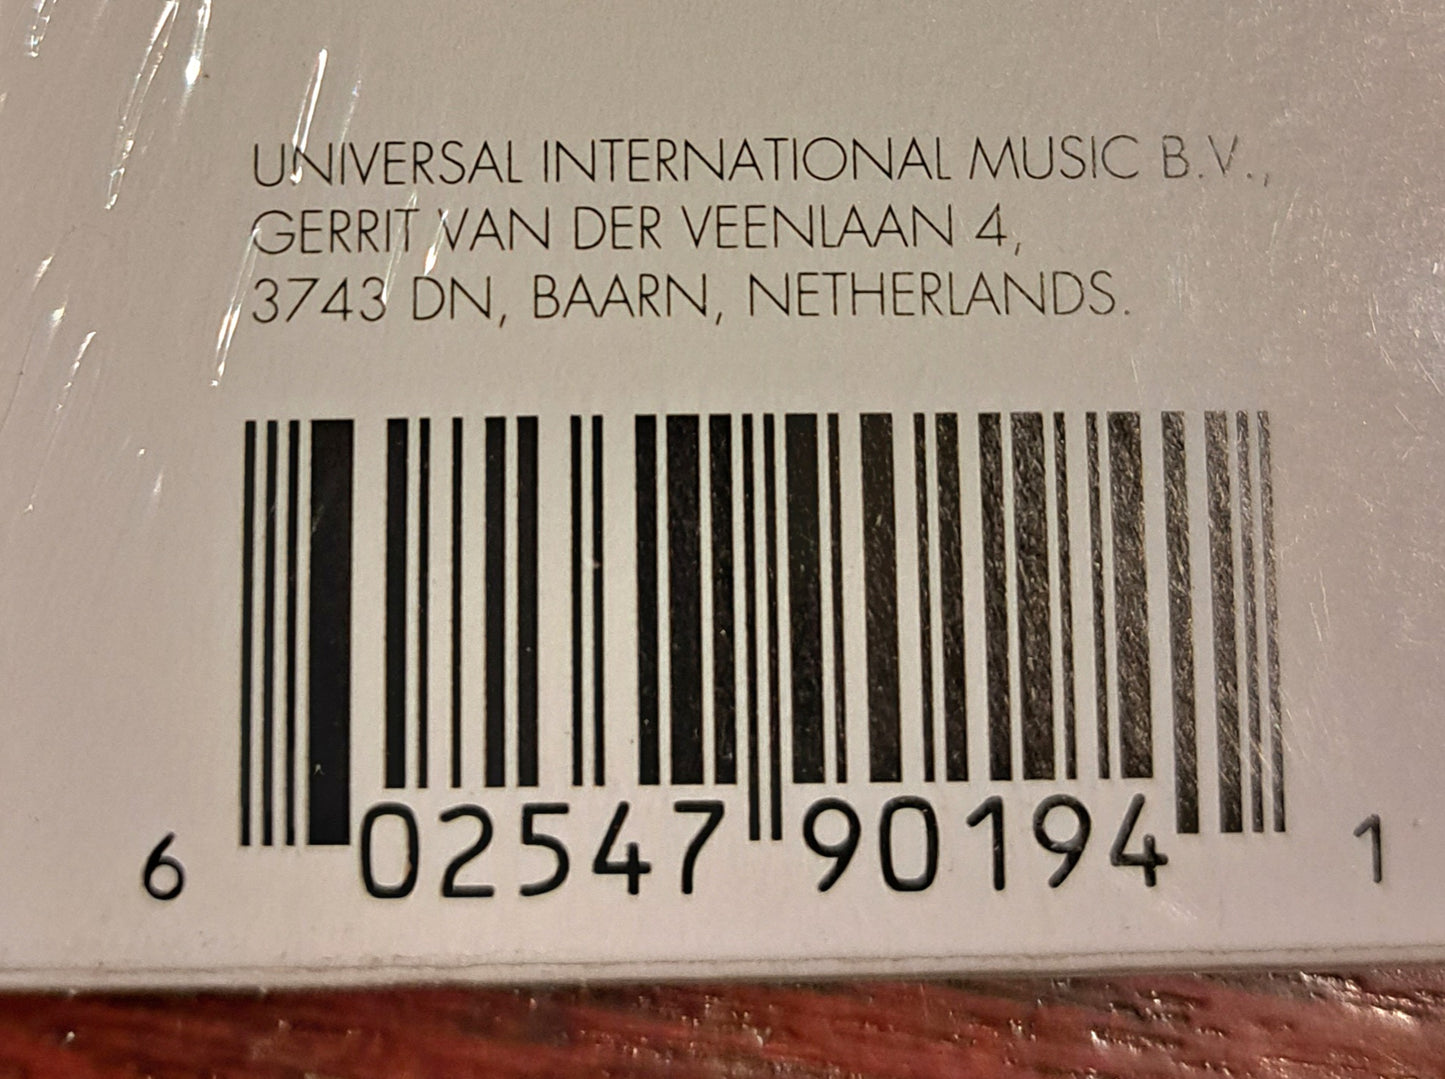 UNIVERSAL INTERNATIONAL MUSIC B.V.,
GERRIT VAN DER VEENLAAN 4,
3743 DN, BAARN, NETHERLANDS.
6 02547 90194 1